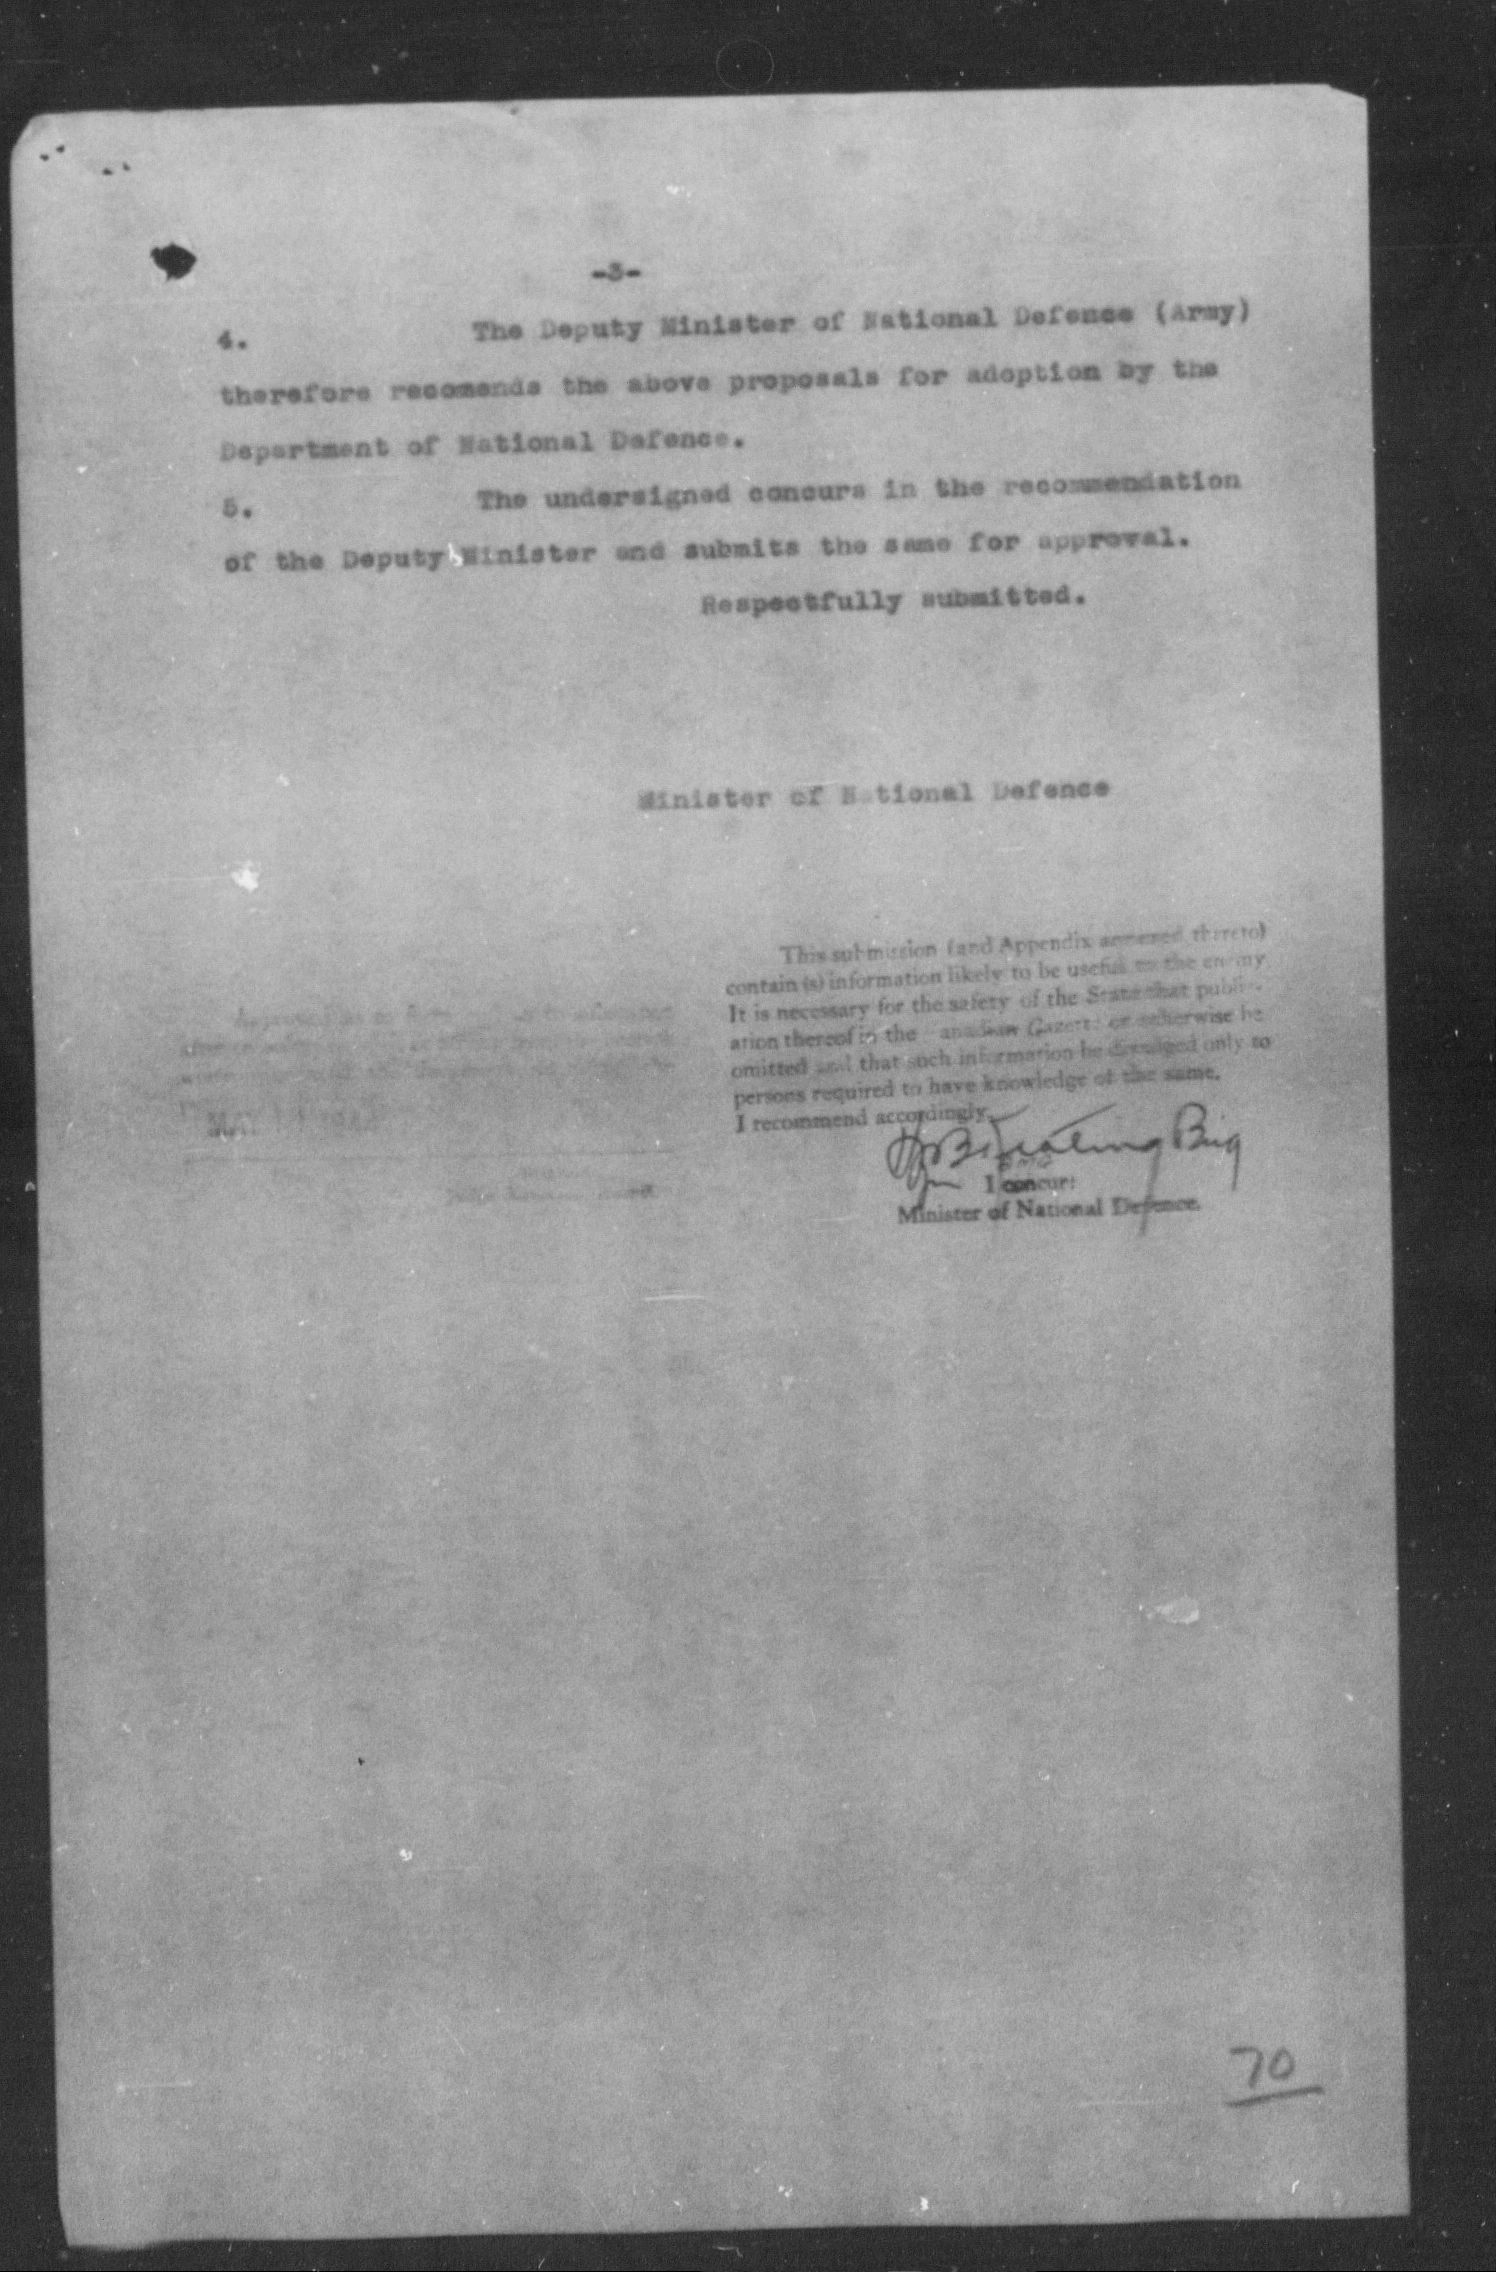 -3-
4. The Deputy Minister of National Defence (Army)
therefore recomends the above proposals for adoption by the
Department of National Defence.
5. The undersigned concurs in the recommendation
of the Deputy Minister and submits the same for approval.
Respectfully submitted.
Minister of National Defence
This submission (and Appendix annexed thereto)
contain (s) information likely to be useful to the enemy
It is necessary for the safety of the State that public-
ation thereof in the Canadian Gazette or otherwise be
omitted and that such information be divulged only to
persons required to have knowledge of the same.
I recommend accordingly.
Keating Brig
I concur:
Minister of National Defence.
MAY
70